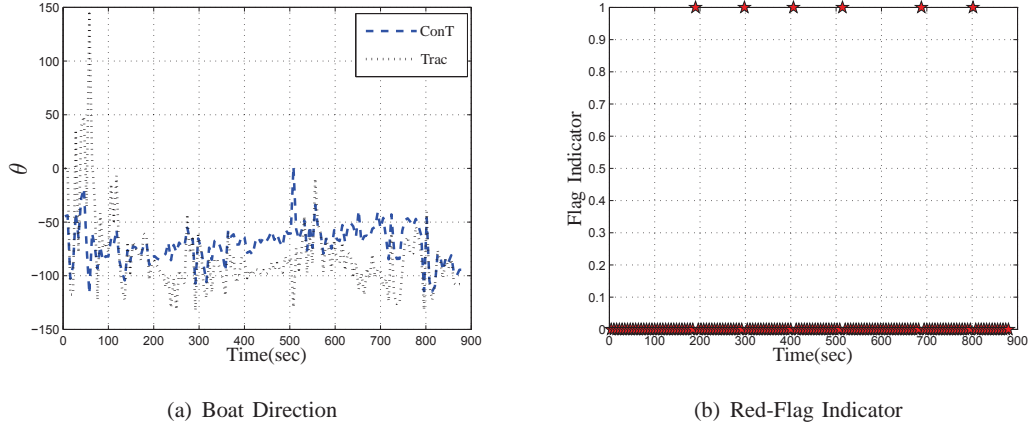 150
100
50
0
−50
−100
−150
θ
0 100 200 300 400 500 600 700 800 900
Time(sec)
ConT
Trac
(a) Boat Direction
1
0.9
0.8
0.7
0.6
0.5
0.4
0.3
0.2
0.1
0
Flag Indicator
0 100 200 300 400 500 600 700 800 900
Time(sec)
(b) Red-Flag Indicator